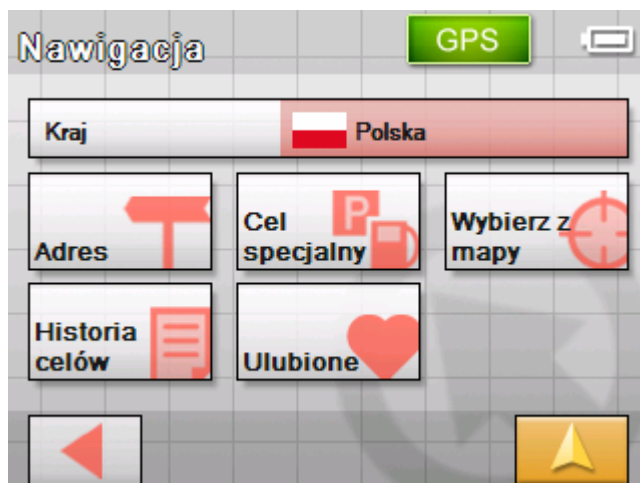 Nawigacja
GPS
Kraj
Polska
Adres
P
Cel
specjalny
Wybierz z
mapy
Historia
celów
Ulubione